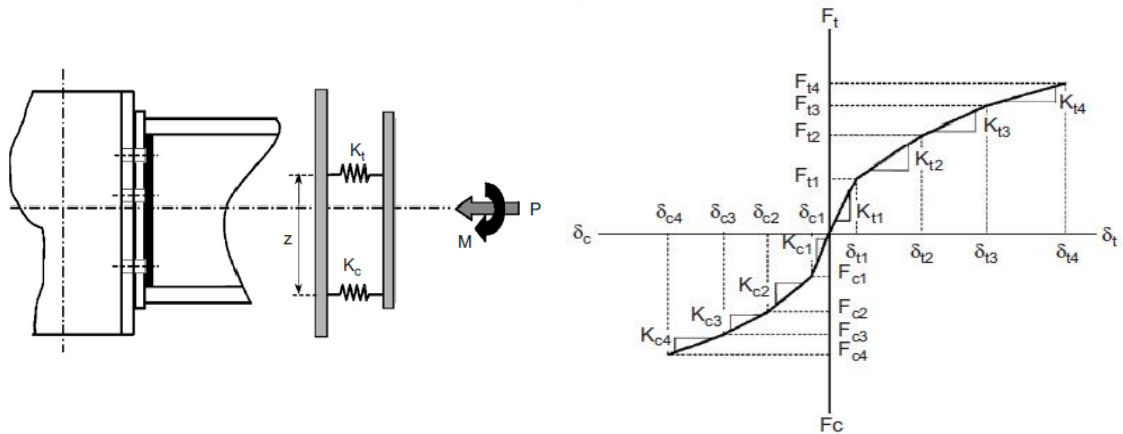 K_t
z
P
M
K_c
F_t
F_t4
F_t3
K_t4
F_t2
K_t3
K_t2
F_t1
K_t1
δ_c4 δ_c3 δ_c2 δ_c1
δ_c δ_t
K_c1 δ_t1 δ_t2 δ_t3 δ_t4
F_c1
K_c2
F_c2
K_c3
F_c3
K_c4
F_c4
Fc